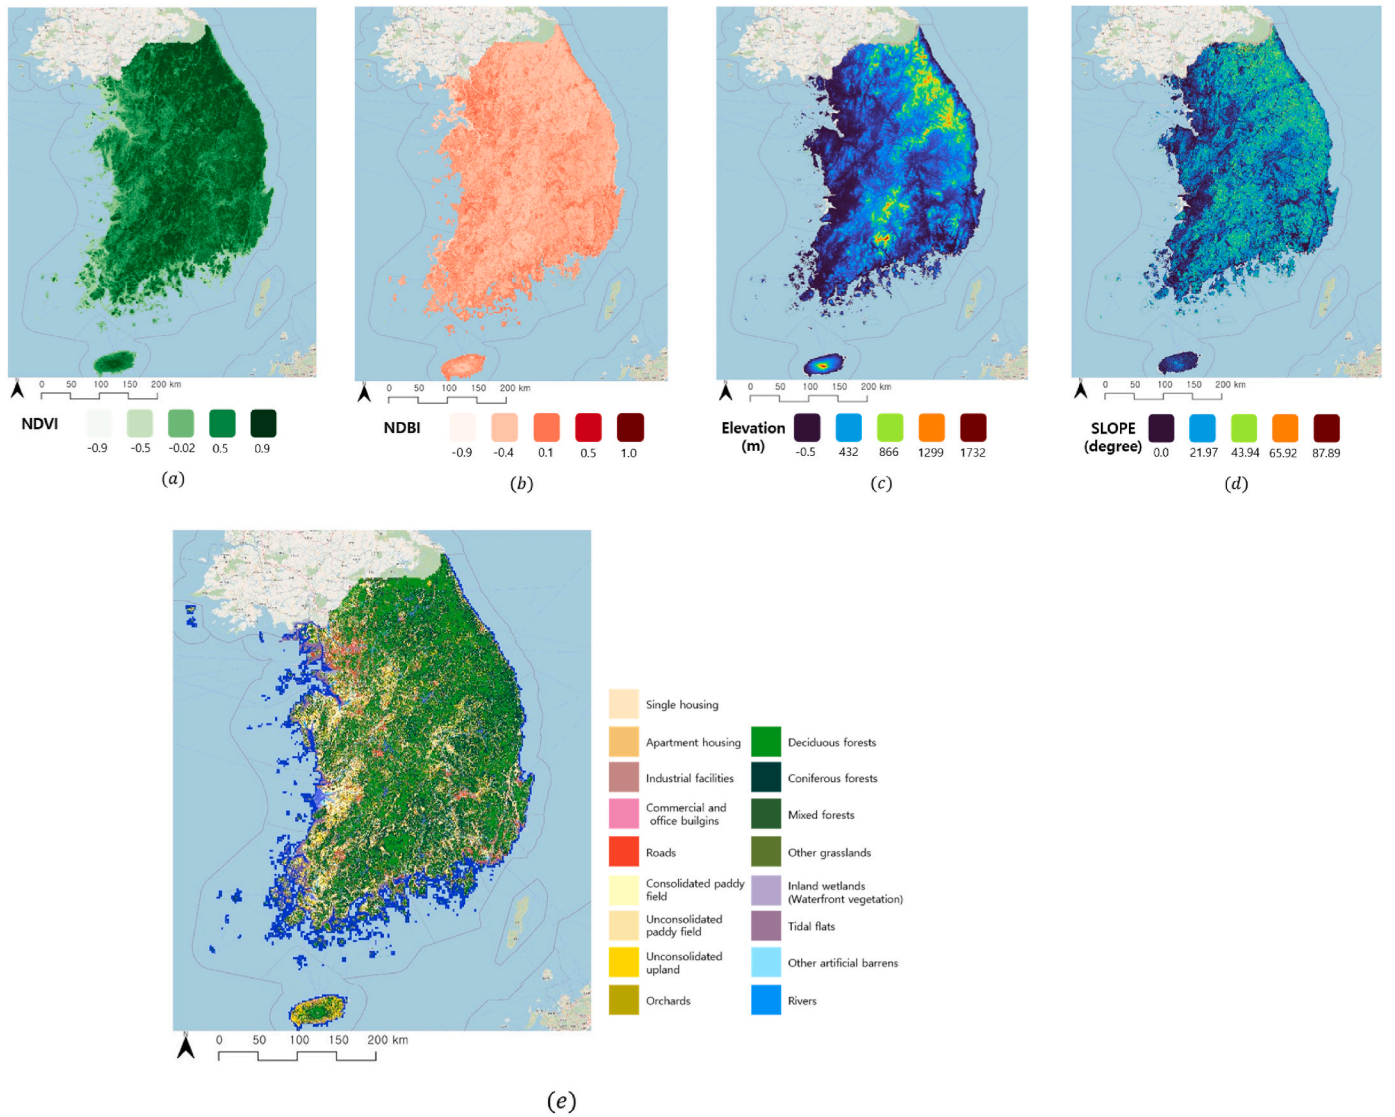 N
0 50 100 150 200 km
NDVI
-0.9 -0.5 -0.02 0.5 0.9
(a)
N
0 50 100 150 200 km
NDBI
-0.9 -0.4 0.1 0.5 1.0
(b)
N
0 50 100 150 200 km
Elevation
(m)
-0.5 432 866 1299 1732
(c)
N
0 50 100 150 200 km
SLOPE
(degree)
0.0 21.97 43.94 65.92 87.89
(d)
N
0 50 100 150 200 km
Single housing
Apartment housing
Industrial facilities
Commercial and
office builgins
Roads
Consolidated paddy
field
Unconsolidated
paddy field
Unconsolidated
upland
Orchards
Deciduous forests
Coniferous forests
Mixed forests
Other grasslands
Inland wetlands
(Waterfront vegetation)
Tidal flats
Other artificial barrens
Rivers
(e)